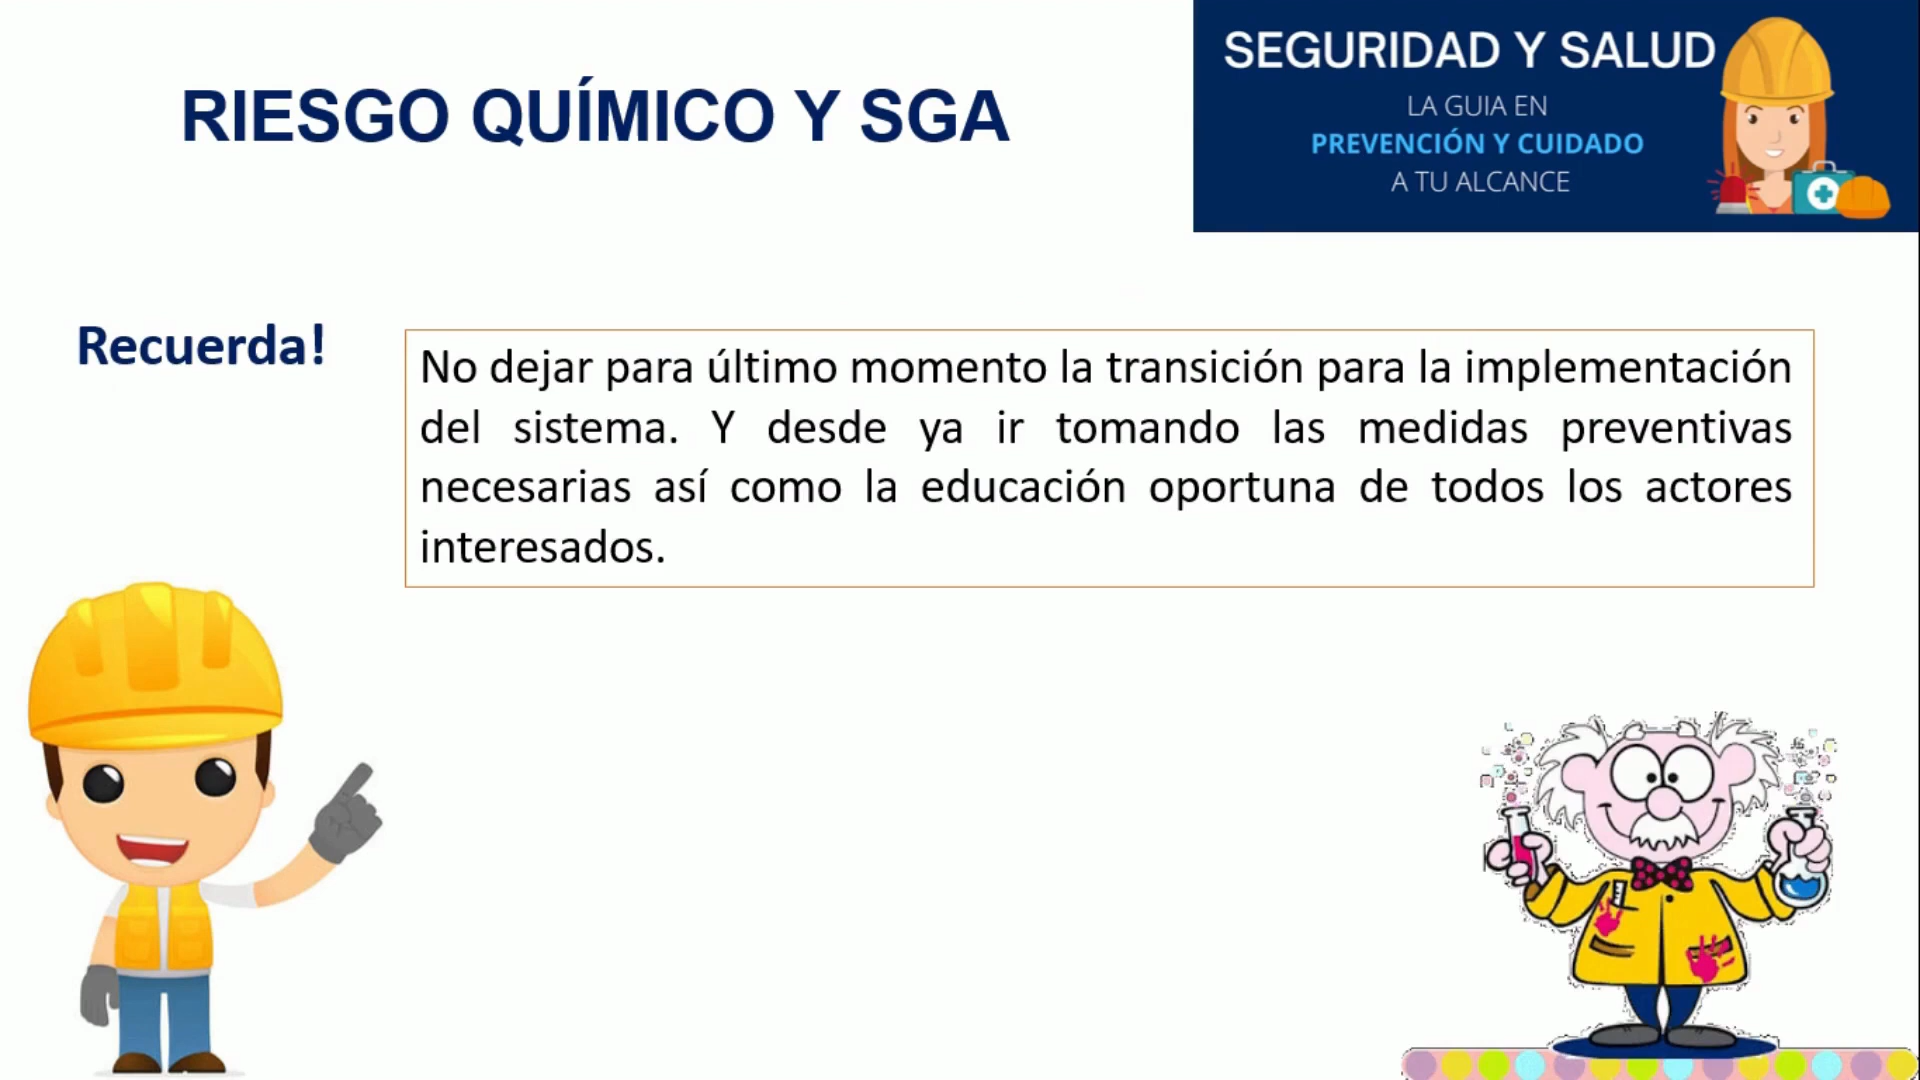 RIESGO QUÍMICO Y SGA
SEGURIDAD Y SALUD
LA GUIA EN
PREVENCIÓN Y CUIDADO
A TU ALCANCE
Recuerda!
No dejar para último momento la transición para la implementación
del sistema. Y desde ya ir tomando las medidas preventivas
necesarias así como la educación oportuna de todos los actores
interesados.